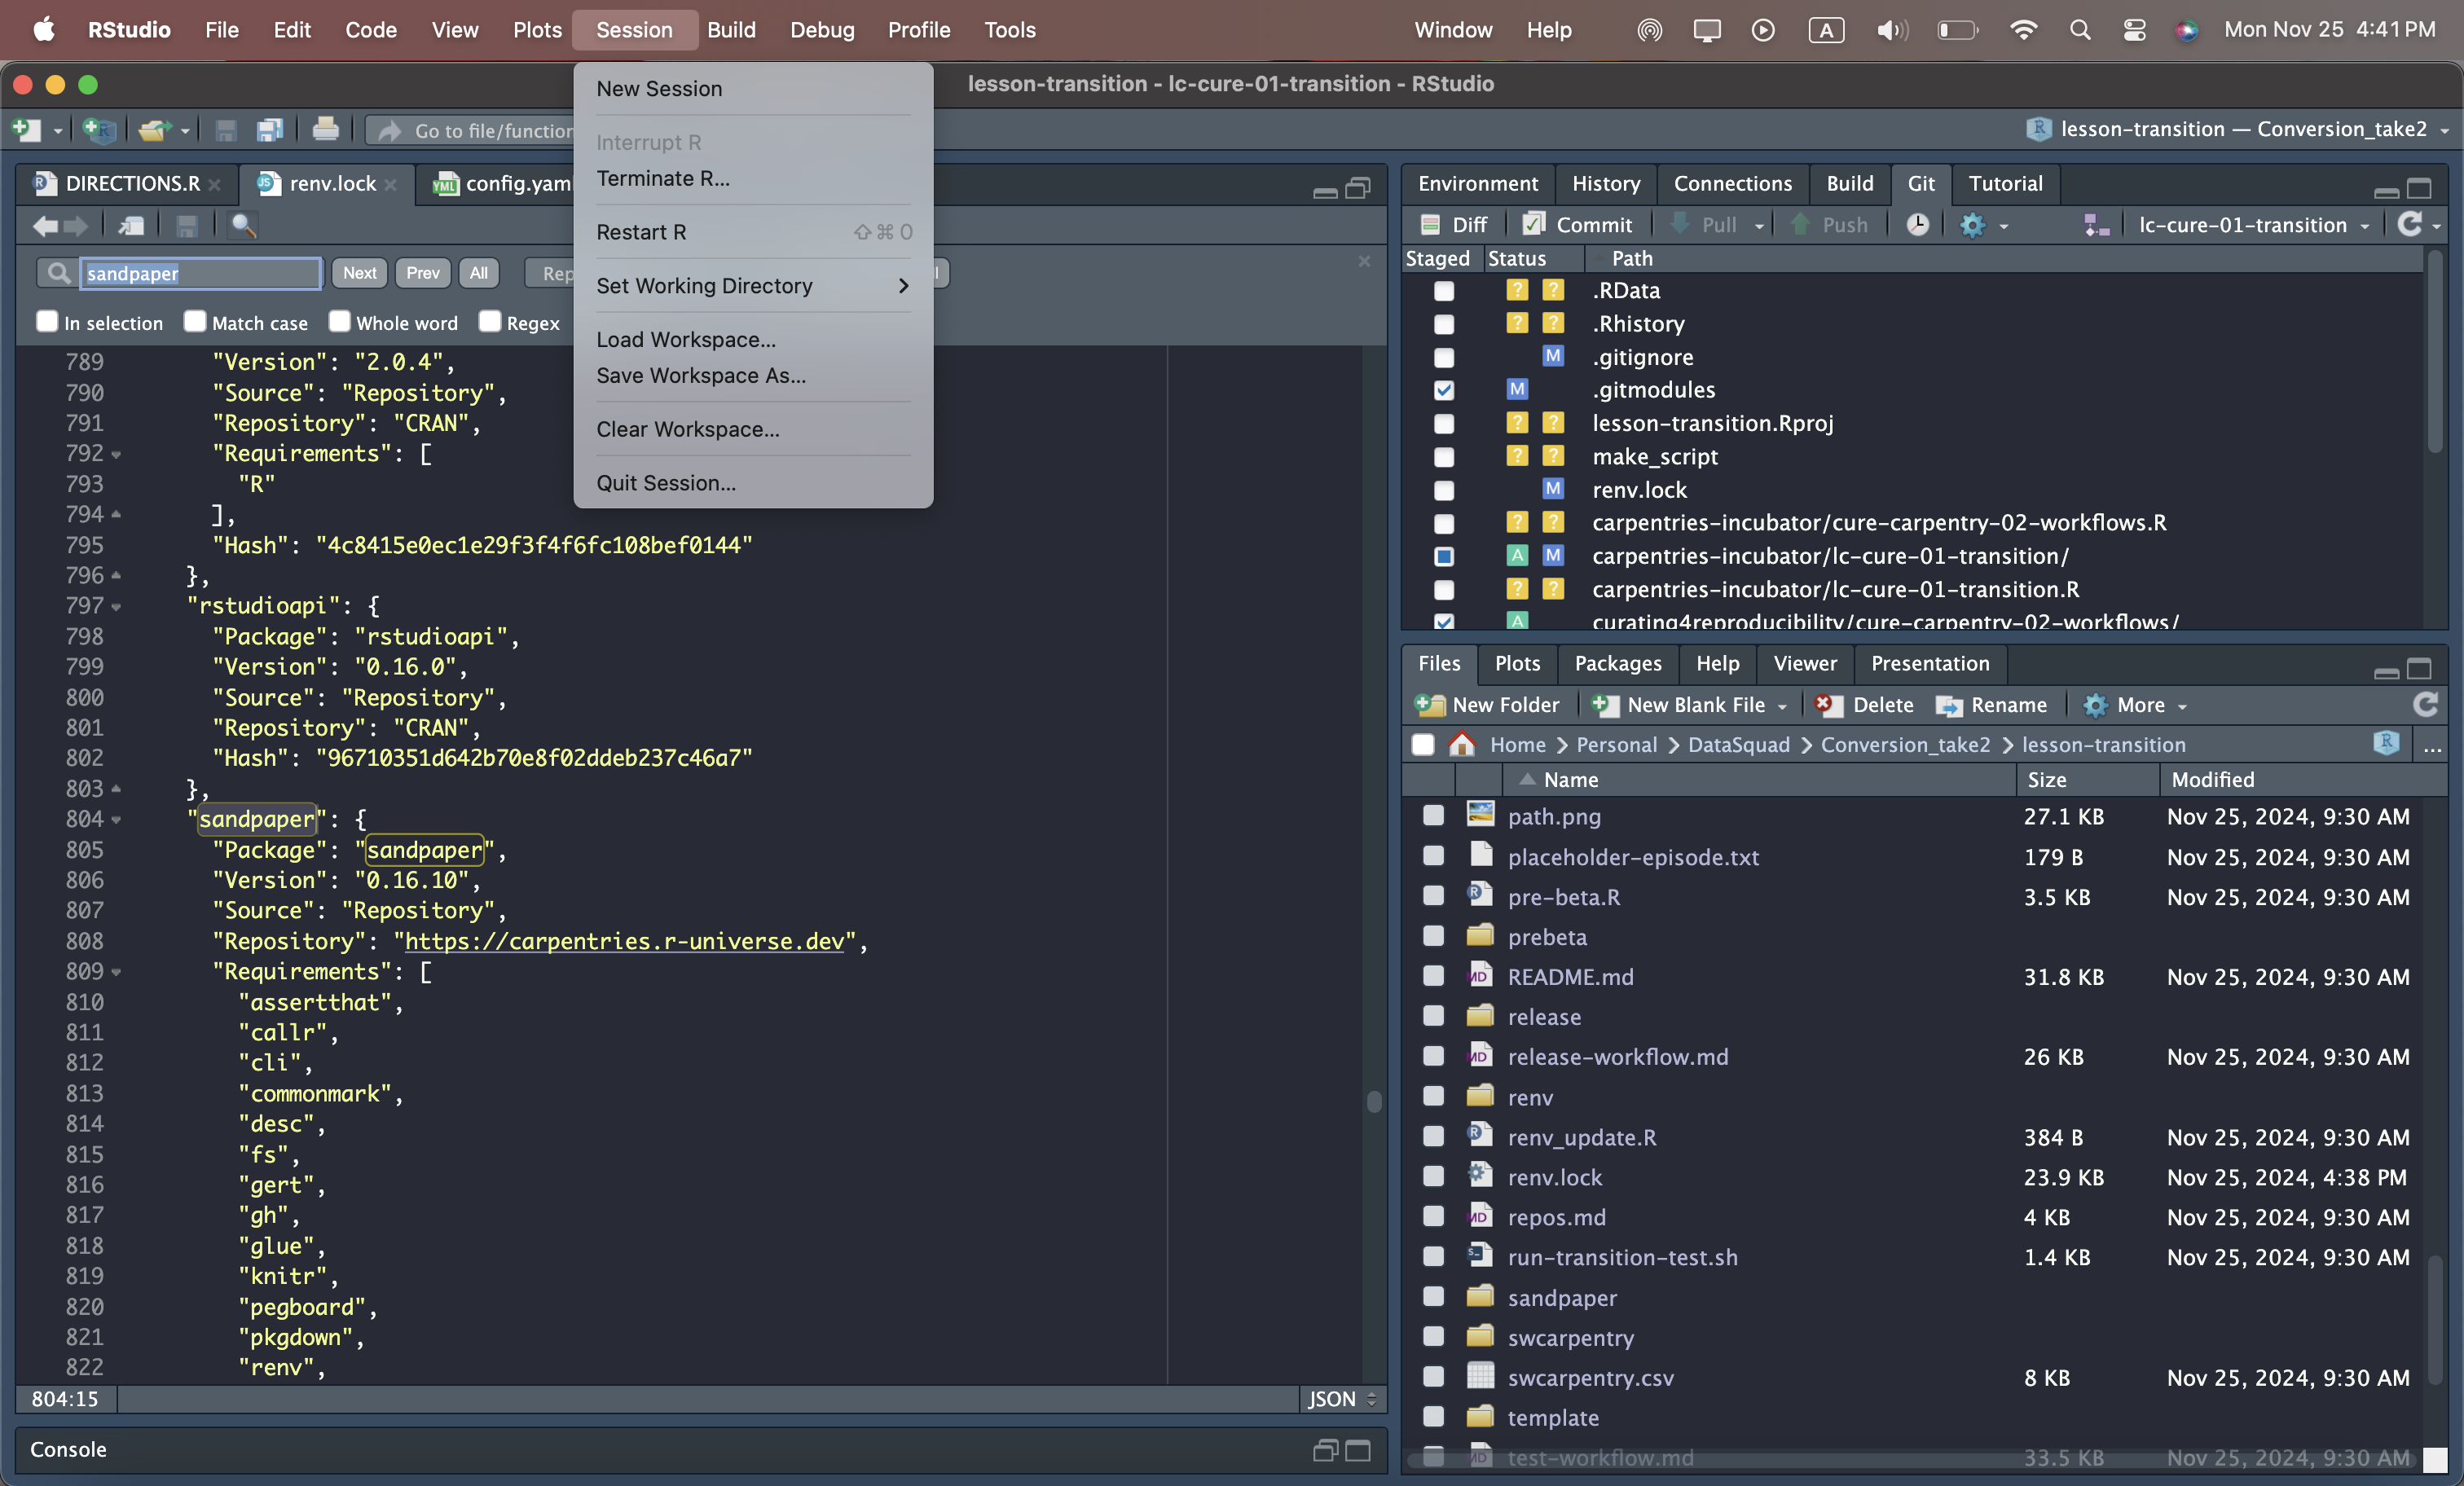 RStudio File Edit Code View Plots Session Build Debug Profile Tools Window Help A Mon Nov 25 4:41 PM
lesson-transition - lc-cure-01-transition - RStudio
Go to file/function
lesson-transition — Conversion_take2
New Session
Interrupt R
Terminate R...
Restart R ⇧⌘0
Set Working Directory
Load Workspace...
Save Workspace As...
Clear Workspace...
Quit Session...
DIRECTIONS.R renv.lock config.yaml
sandpaper Next Prev All Rep
In selection Match case Whole word Regex
789 "Version": "2.0.4",
790 "Source": "Repository",
791 "Repository": "CRAN",
792 "Requirements": [
793 "R"
794 ],
795 "Hash": "4c8415e0ec1e29f3f4f6fc108bef0144"
796 },
797 "rstudioapi": {
798 "Package": "rstudioapi",
799 "Version": "0.16.0",
800 "Source": "Repository",
801 "Repository": "CRAN",
802 "Hash": "96710351d642b70e8f02ddeb237c46a7"
803 },
804 "sandpaper": {
805 "Package": "sandpaper",
806 "Version": "0.16.10",
807 "Source": "Repository",
808 "Repository": "https://carpentries.r-universe.dev",
809 "Requirements": [
810 "assertthat",
811 "callr",
812 "cli",
813 "commonmark",
814 "desc",
815 "fs",
816 "gert",
817 "gh",
818 "glue",
819 "knitr",
820 "pegboard",
821 "pkgdown",
822 "renv",
804:15 JSON
Console
Environment History Connections Build Git Tutorial
Diff Commit Pull Push lc-cure-01-transition
Staged Status Path
? ? .RData
? ? .Rhistory
M .gitignore
M .gitmodules
? ? lesson-transition.Rproj
? ? make_script
M renv.lock
? ? carpentries-incubator/cure-carpentry-02-workflows.R
A M carpentries-incubator/lc-cure-01-transition/
? ? carpentries-incubator/lc-cure-01-transition.R
A curating4reproducibility/cure-carpentry-02-workflows/
Files Plots Packages Help Viewer Presentation
New Folder New Blank File Delete Rename More
Home Personal DataSquad Conversion_take2 lesson-transition ...
Name Size Modified
path.png 27.1 KB Nov 25, 2024, 9:30 AM
placeholder-episode.txt 179 B Nov 25, 2024, 9:30 AM
pre-beta.R 3.5 KB Nov 25, 2024, 9:30 AM
prebeta
README.md 31.8 KB Nov 25, 2024, 9:30 AM
release
release-workflow.md 26 KB Nov 25, 2024, 9:30 AM
renv
renv_update.R 384 B Nov 25, 2024, 9:30 AM
renv.lock 23.9 KB Nov 25, 2024, 4:38 PM
repos.md 4 KB Nov 25, 2024, 9:30 AM
run-transition-test.sh 1.4 KB Nov 25, 2024, 9:30 AM
sandpaper
swcarpentry
swcarpentry.csv 8 KB Nov 25, 2024, 9:30 AM
template
test-workflow.md 33.5 KB Nov 25, 2024, 9:30 AM